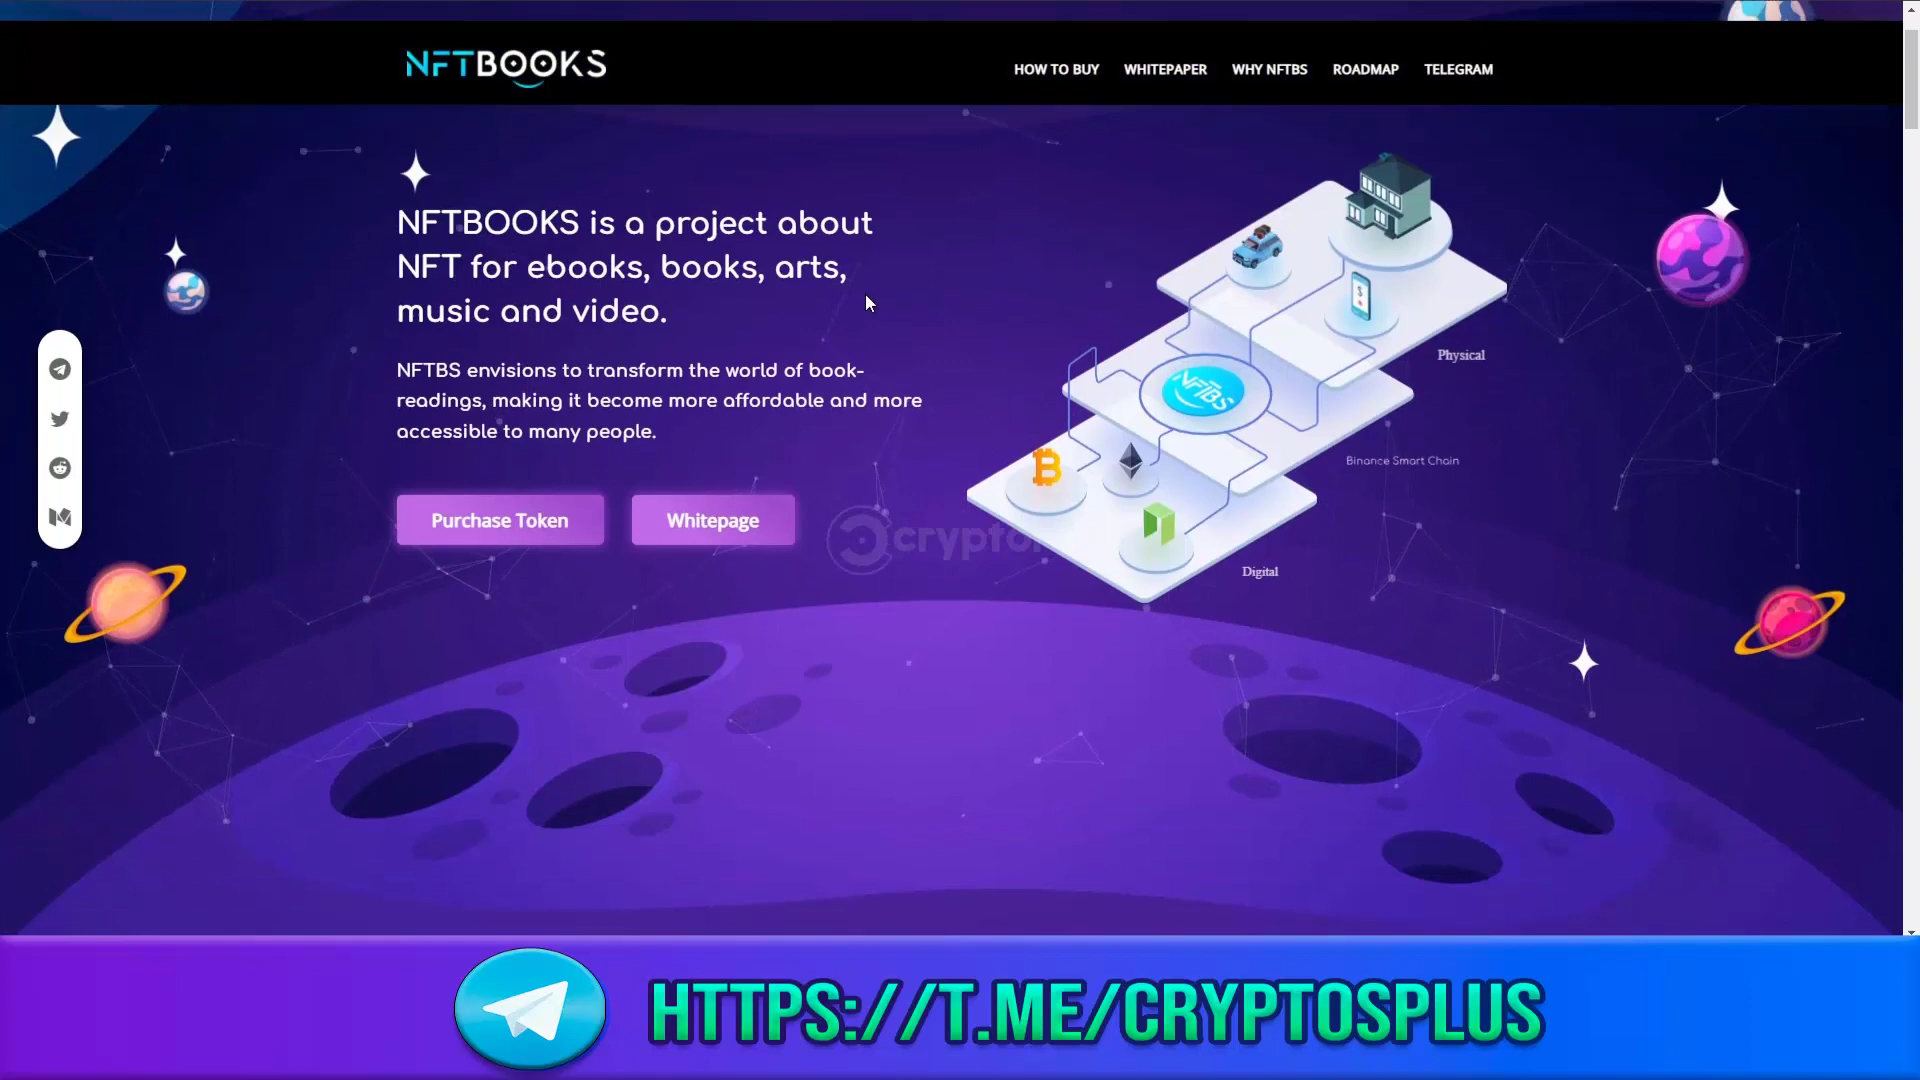 NFTBOOKS
HOW TO BUY WHITEPAPER WHY NFTBS ROADMAP TELEGRAM
NFTBOOKS is a project about
NFT for ebooks, books, arts,
music and video.
NFTBS envisions to transform the world of book-
readings, making it become more affordable and more
accessible to many people.
Purchase Token Whitepage
Physical
NFTBS
Binance Smart Chain
Digital
HTTPS://T.ME/CRYPTOSPLUS